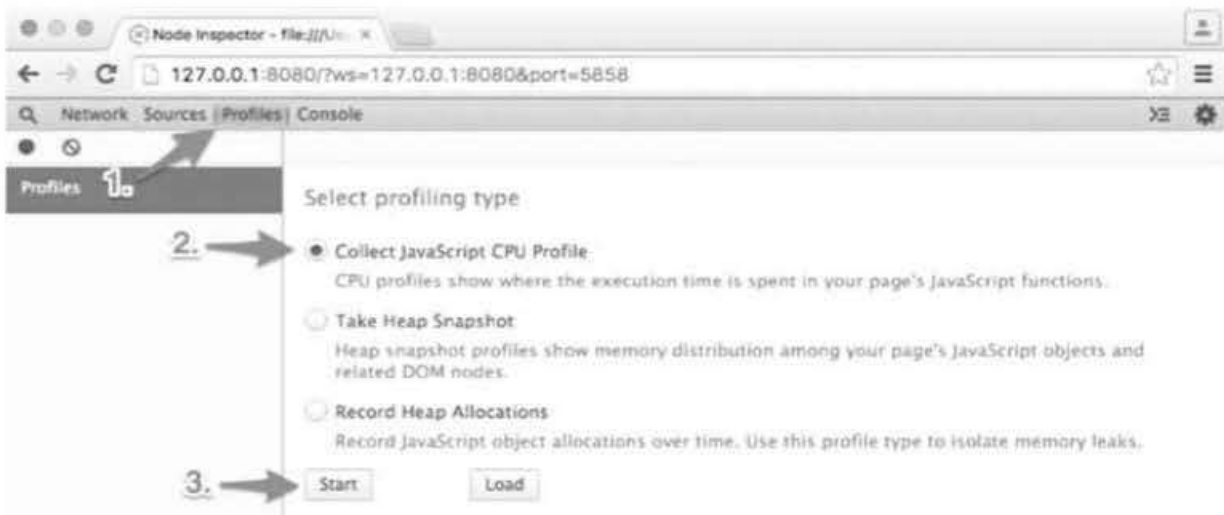 Node Inspector - file:///U
127.0.0.1:8080/?ws=127.0.0.1:8080&port=5858
Network Sources Profiles Console
Profiles
1.
Select profiling type
2.
Collect JavaScript CPU Profile
CPU profiles show where the execution time is spent in your page's JavaScript functions.
Take Heap Snapshot
Heap snapshot profiles show memory distribution among your page's JavaScript objects and
related DOM nodes.
Record Heap Allocations
Record JavaScript object allocations over time. Use this profile type to isolate memory leaks.
3.
Start Load